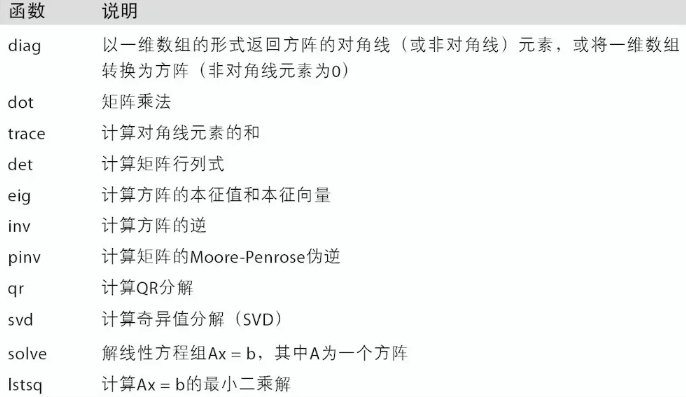 函数 说明
diag 以一维数组的形式返回方阵的对角线（或非对角线）元素，或将一维数组
转换为方阵（非对角线元素为0）
dot 矩阵乘法
trace 计算对角线元素的和
det 计算矩阵行列式
eig 计算方阵的本征值和本征向量
inv 计算方阵的逆
pinv 计算矩阵的Moore-Penrose伪逆
qr 计算QR分解
svd 计算奇异值分解（SVD）
solve 解线性方程组Ax = b，其中A为一个方阵
lstsq 计算Ax = b的最小二乘解